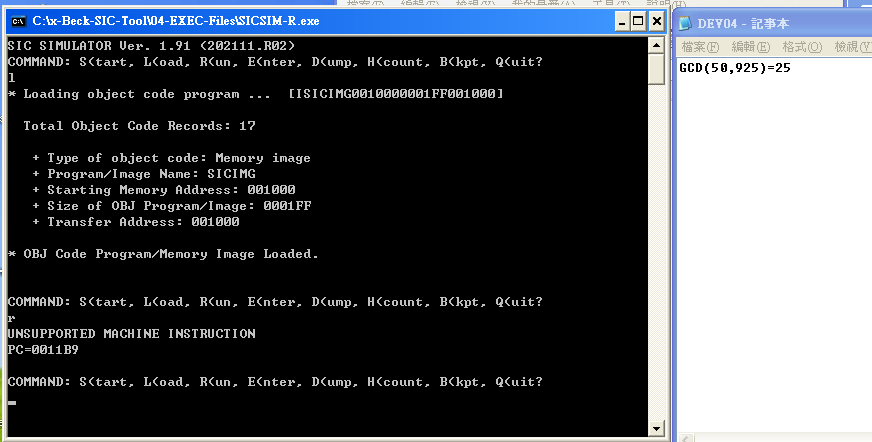 C:\x-Beck-SIC-Tool\04-EXEC-Files\SICSIM-R.exe
SIC SIMULATOR Ver. 1.91 (202111.R02)
COMMAND: S(tart, L(oad, R(un, E(nter, D(ump, H(count, B(kpt, Q(uit?
l
* Loading object code program ...  [ISICIMG0010000001FF001000]
Total Object Code Records: 17
+ Type of object code: Memory image
+ Program/Image Name: SICIMG
+ Starting Memory Address: 001000
+ Size of OBJ Program/Image: 0001FF
+ Transfer Address: 001000
* OBJ Code Program/Memory Image Loaded.
COMMAND: S(tart, L(oad, R(un, E(nter, D(ump, H(count, B(kpt, Q(uit?
r
UNSUPPORTED MACHINE INSTRUCTION
PC=0011B9
COMMAND: S(tart, L(oad, R(un, E(nter, D(ump, H(count, B(kpt, Q(uit?
DEV04 - 記事本
檔案(F) 編輯(E) 格式(O) 檢視(V)
GCD(50,925)=25